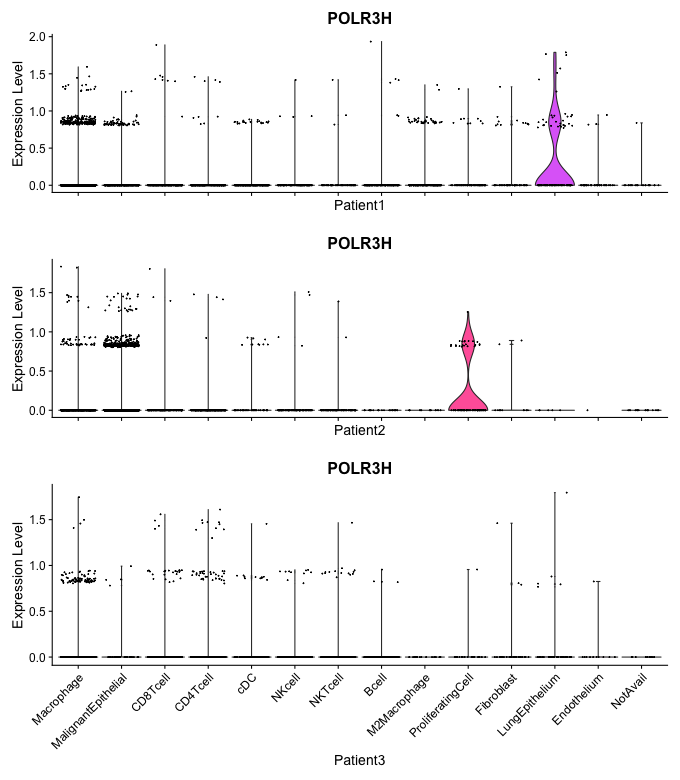 POLR3H
Expression Level
2.0
1.5
1.0
0.5
0.0
Patient1
POLR3H
Expression Level
1.5
1.0
0.5
0.0
Patient2
POLR3H
Expression Level
1.5
1.0
0.5
0.0
Macrophage
MalignantEpithelial
CD8Tcell
CD4Tcell
cDC
NKcell
NKTcell
Bcell
M2Macrophage
ProliferatingCell
Fibroblast
LungEpithelium
Endothelium
NotAvail
Patient3